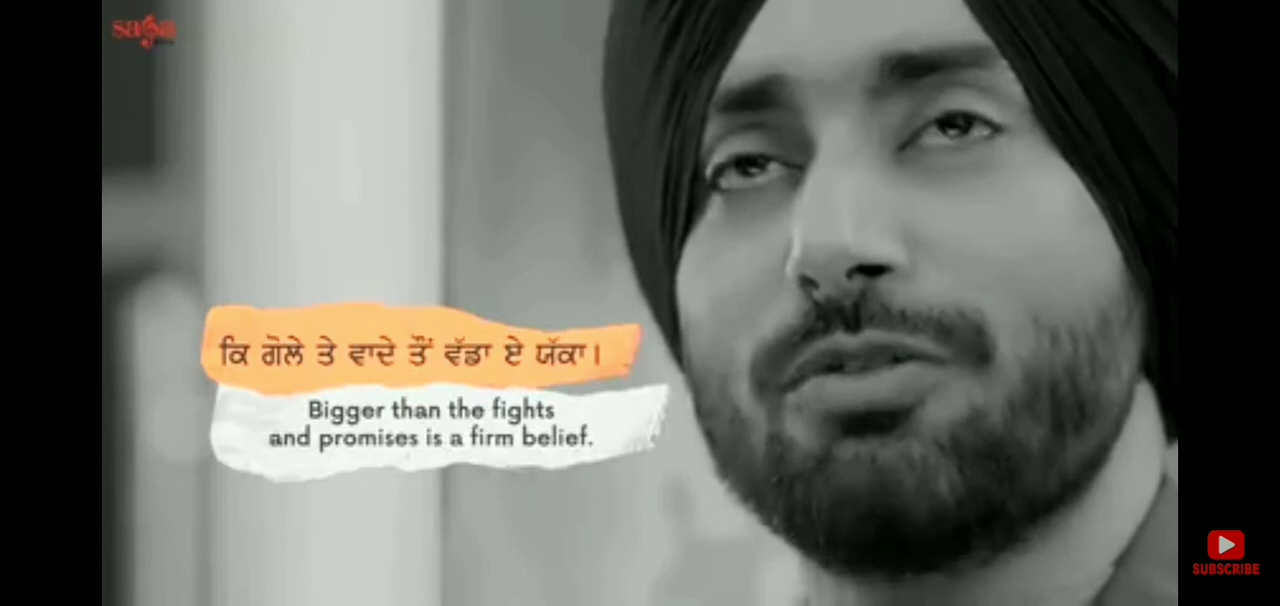 saga
ਕਿ ਗੋਲੇ ਤੇ ਵਾਦੇ ਤੋਂ ਵੱਡਾ ਏ ਯੱਕਾ।
Bigger than the fights
and promises is a firm belief.
SUBSCRIBE